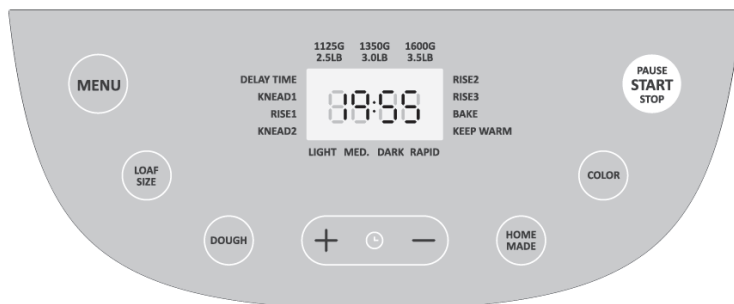 1125G 1350G 1600G
2.5LB 3.0LB 3.5LB
MENU
DELAY TIME
KNEAD1
RISE1
KNEAD2
19:55
RISE2
RISE3
BAKE
KEEP WARM
LIGHT MED. DARK RAPID
PAUSE
START
STOP
LOAF
SIZE
COLOR
DOUGH
+ −
HOME
MADE